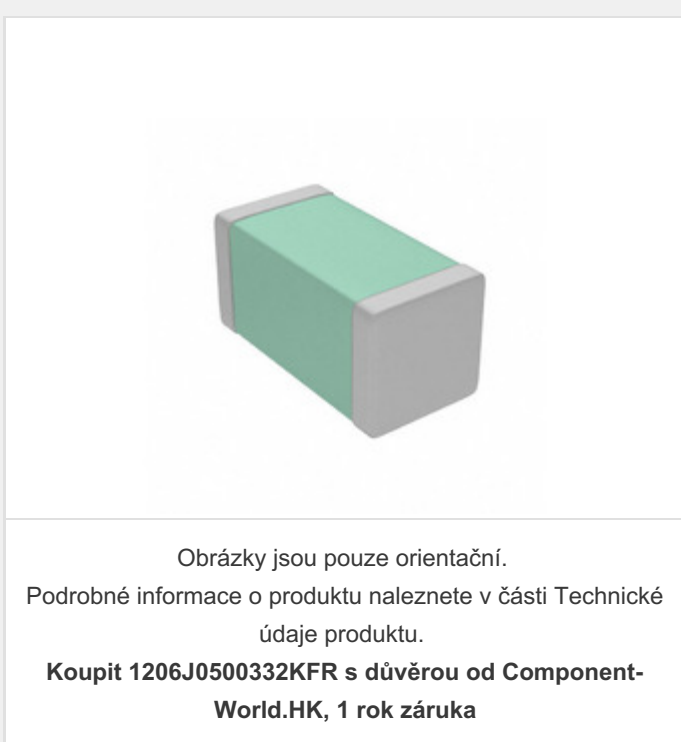 Obrázky jsou pouze orientační.
Podrobné informace o produktu naleznete v části Technické
údaje produktu.
Koupit 1206J0500332KFR s důvěrou od Component-
World.HK, 1 rok záruka